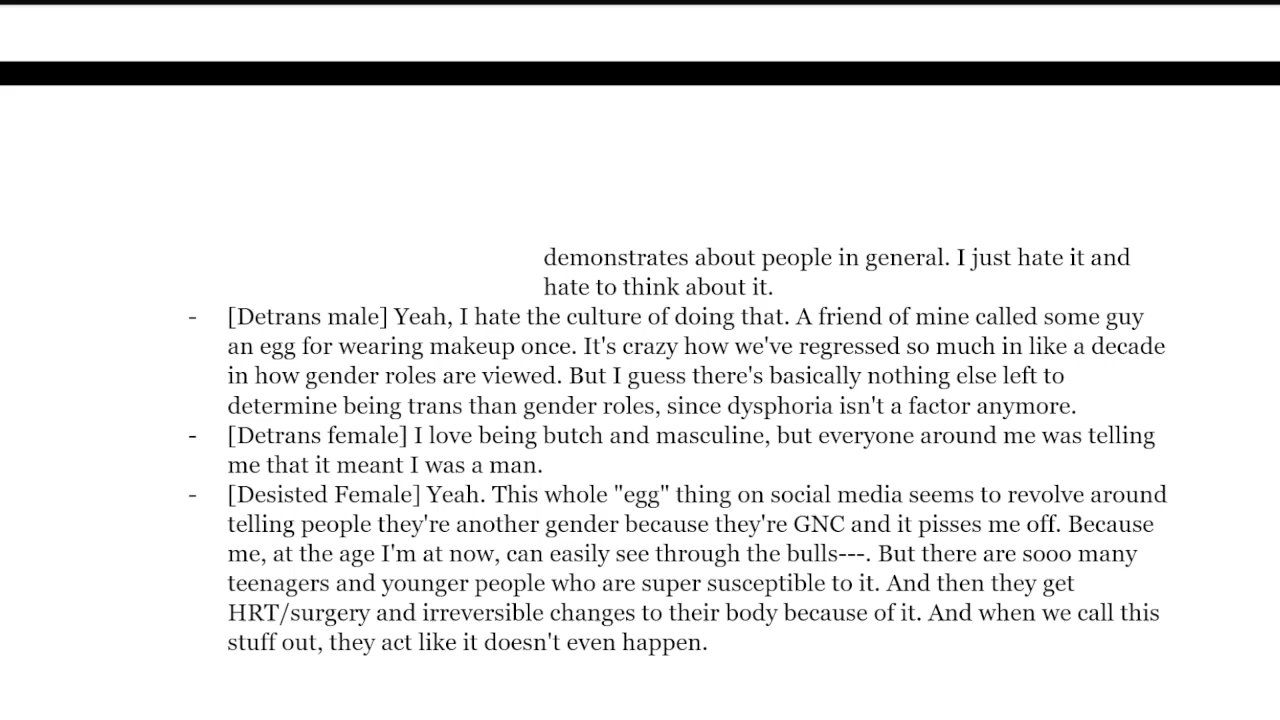 demonstrates about people in general. I just hate it and
hate to think about it.
- [Detrans male] Yeah, I hate the culture of doing that. A friend of mine called some guy
an egg for wearing makeup once. It's crazy how we've regressed so much in like a decade
in how gender roles are viewed. But I guess there's basically nothing else left to
determine being trans than gender roles, since dysphoria isn't a factor anymore.
- [Detrans female] I love being butch and masculine, but everyone around me was telling
me that it meant I was a man.
- [Desisted Female] Yeah. This whole "egg" thing on social media seems to revolve around
telling people they're another gender because they're GNC and it pisses me off. Because
me, at the age I'm at now, can easily see through the bulls---. But there are sooo many
teenagers and younger people who are super susceptible to it. And then they get
HRT/surgery and irreversible changes to their body because of it. And when we call this
stuff out, they act like it doesn't even happen.